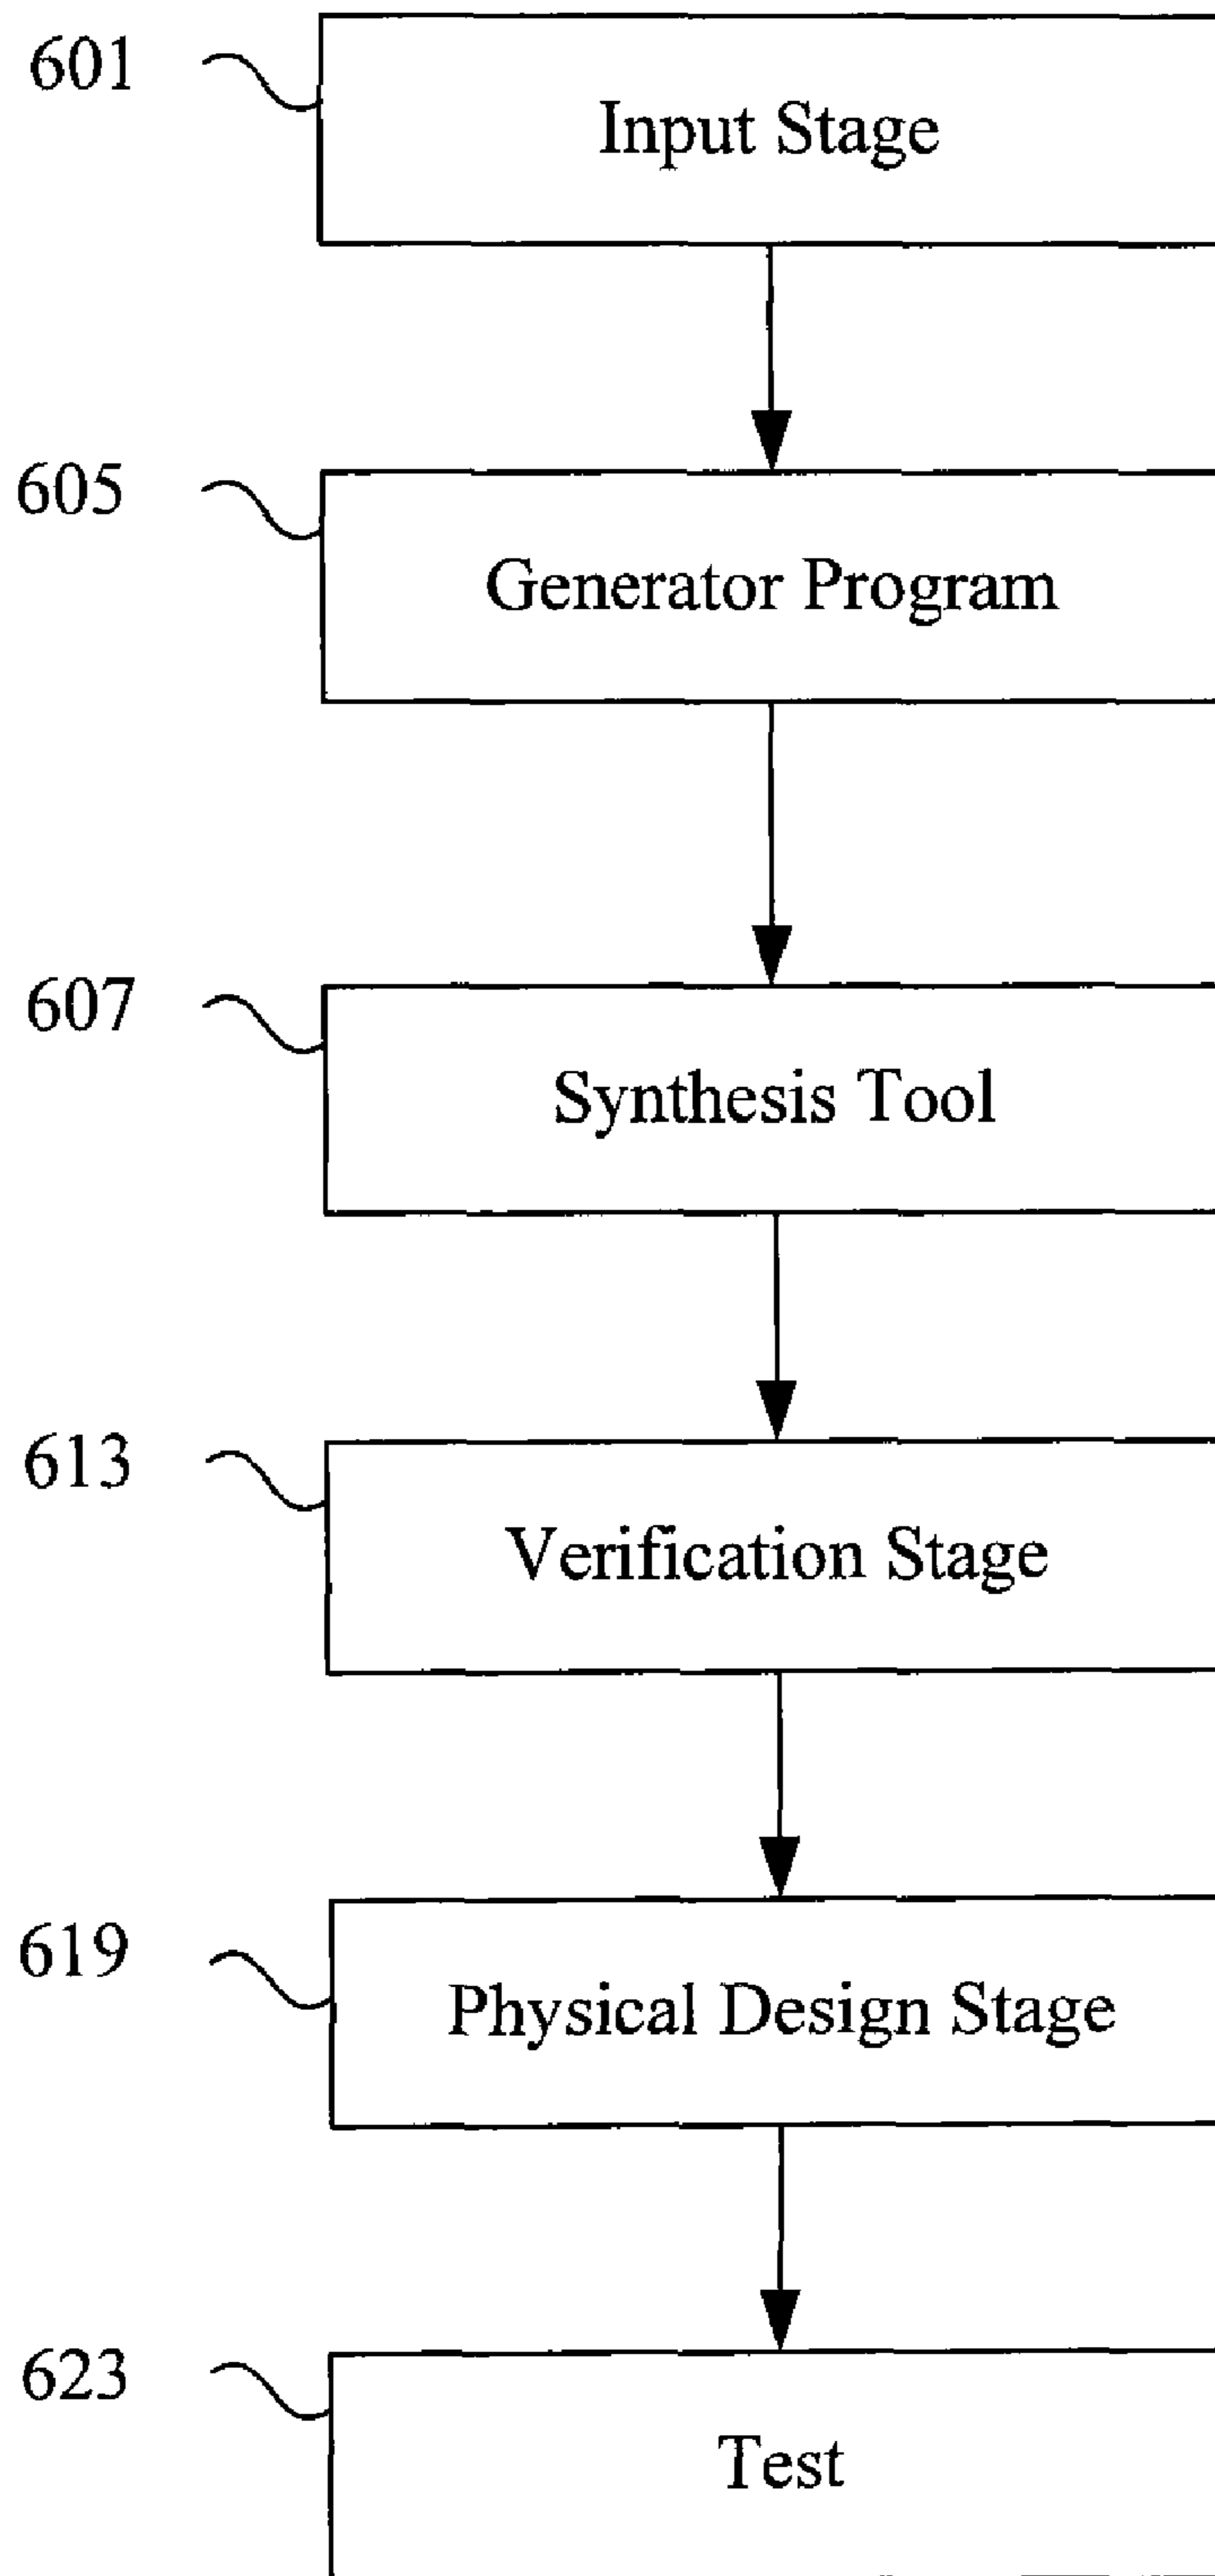 601
Input Stage
605
Generator Program
607
Synthesis Tool
613
Verification Stage
619
Physical Design Stage
623
Test